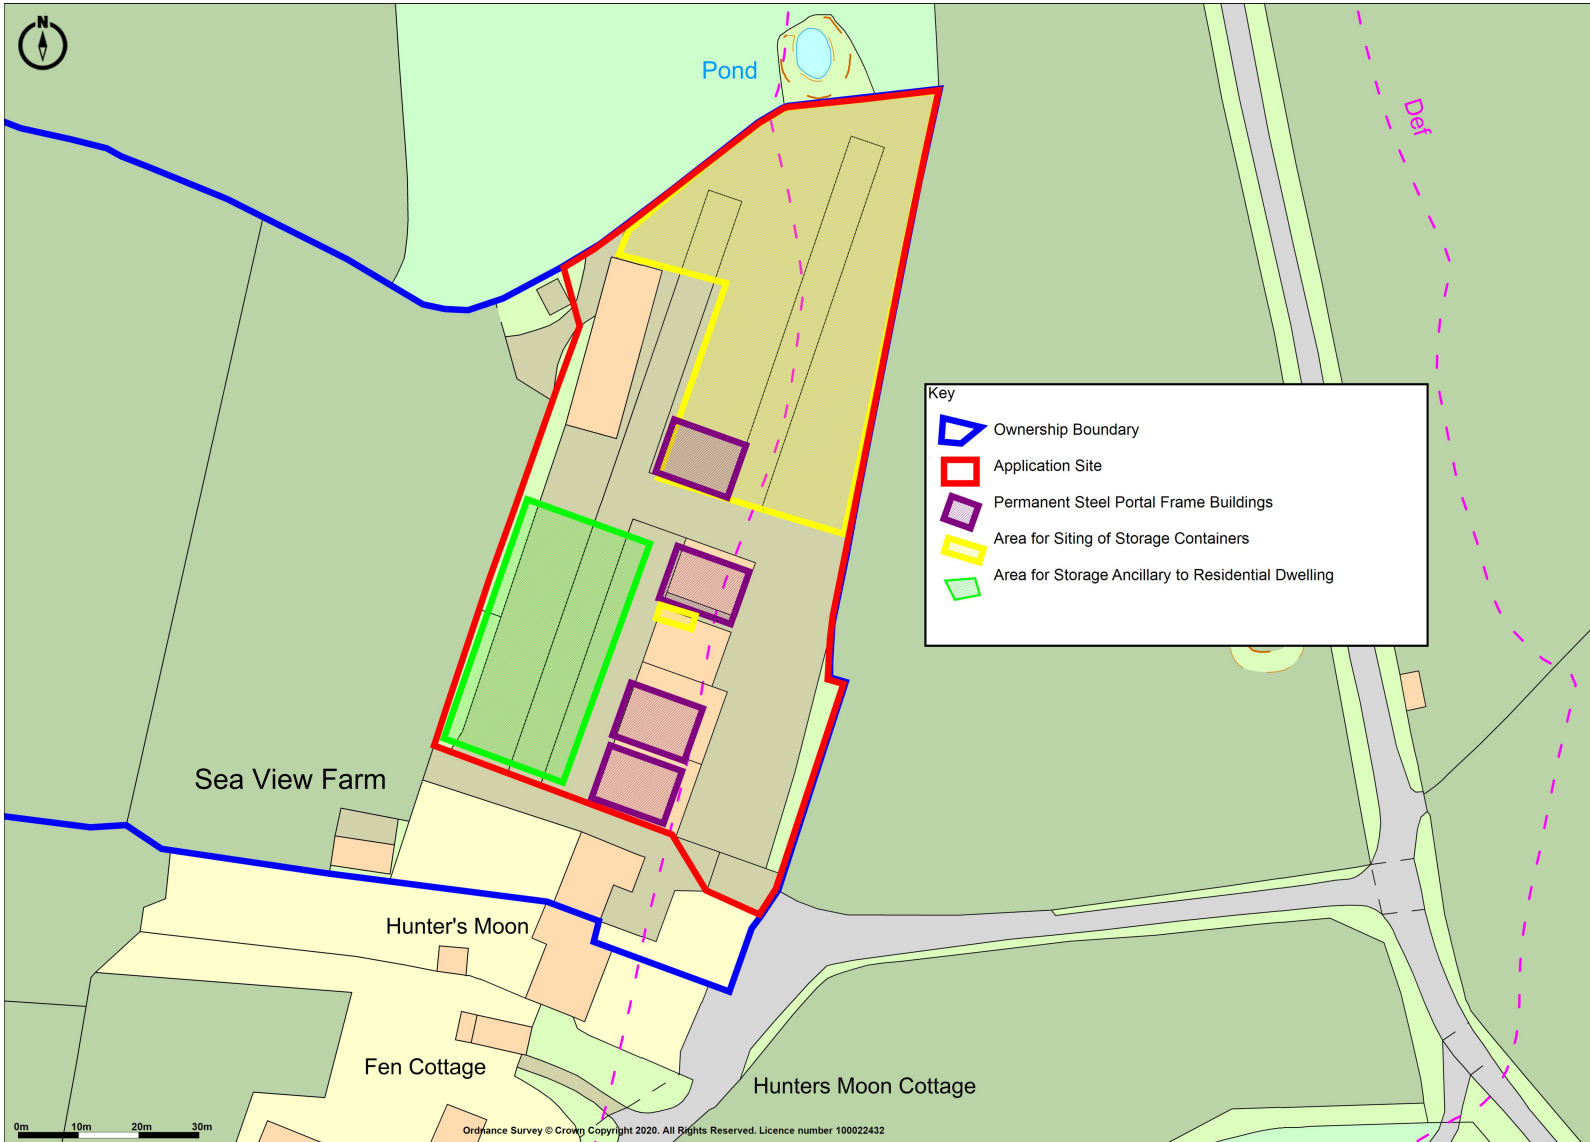 N
Pond
Def
Key
Ownership Boundary
Application Site
Permanent Steel Portal Frame Buildings
Area for Siting of Storage Containers
Area for Storage Ancillary to Residential Dwelling
Sea View Farm
Hunter's Moon
Fen Cottage
Hunters Moon Cottage
0m 10m 20m 30m
Ordnance Survey © Crown Copyright 2020. All Rights Reserved. Licence number 100022432